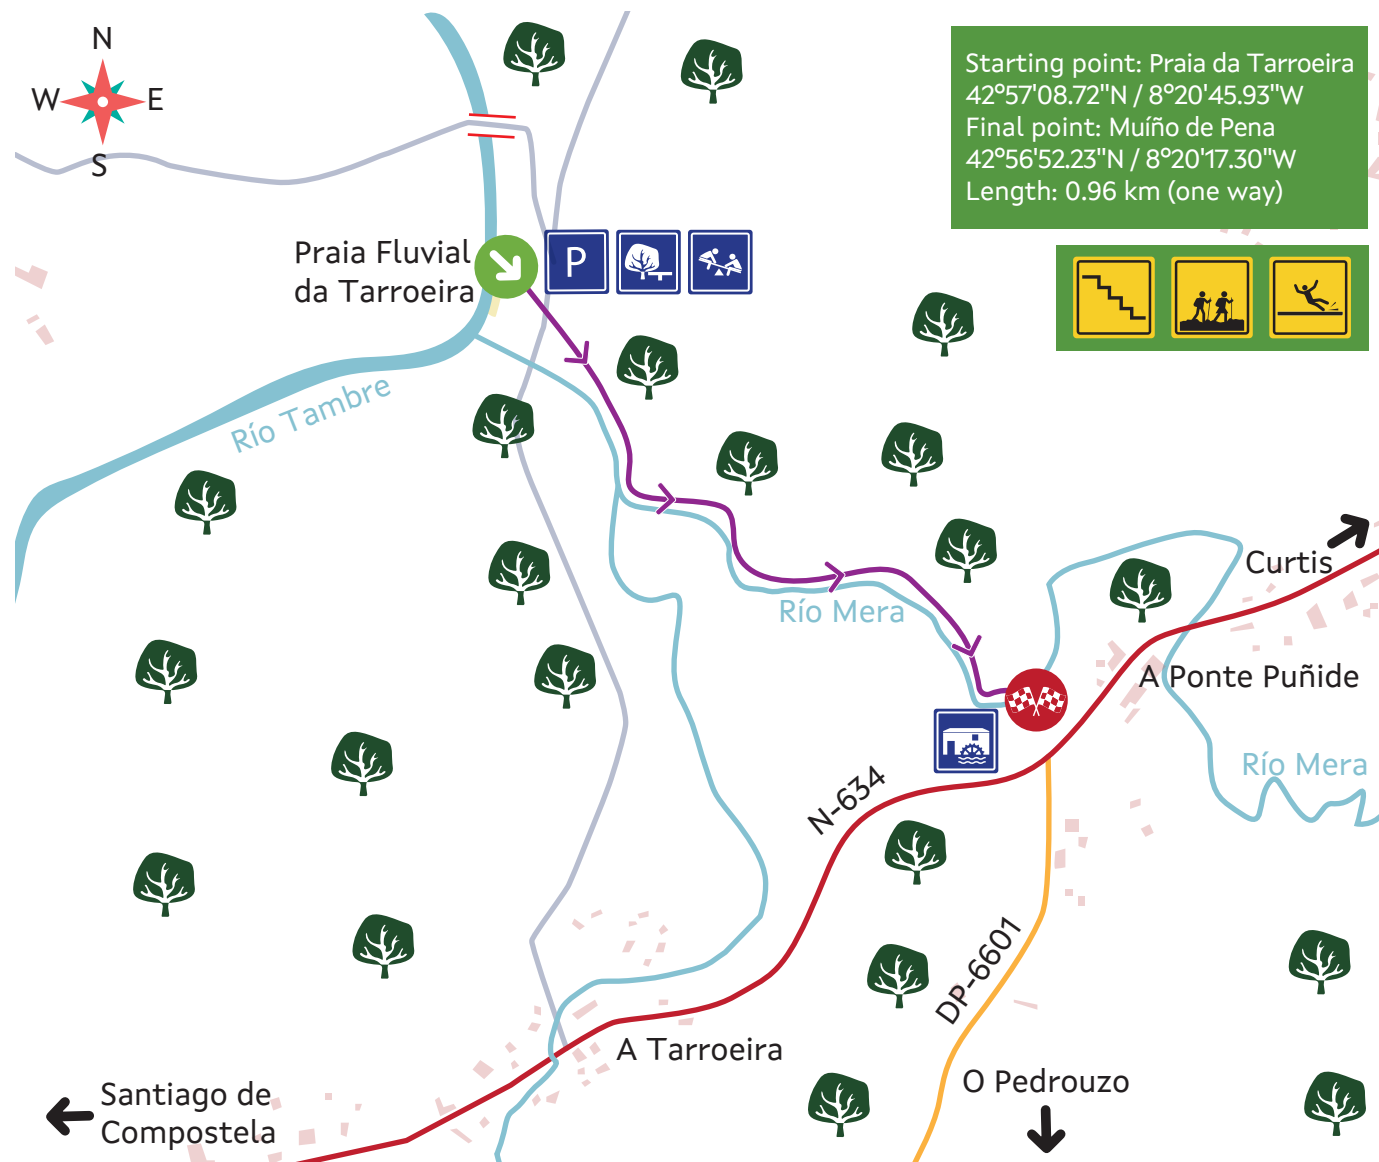 N
W
E
S
Starting point: Praia da Tarroeira
42°57'08.72"N / 8°20'45.93"W
Final point: Muíño de Pena
42°56'52.23"N / 8°20'17.30"W
Length: 0.96 km (one way)
Praia Fluvial
da Tarroeira
P
Río Tambre
Curtis
Río Mera
A Ponte Puñide
Río Mera
N-634
DP-6601
A Tarroeira
O Pedrouzo
Santiago de
Compostela